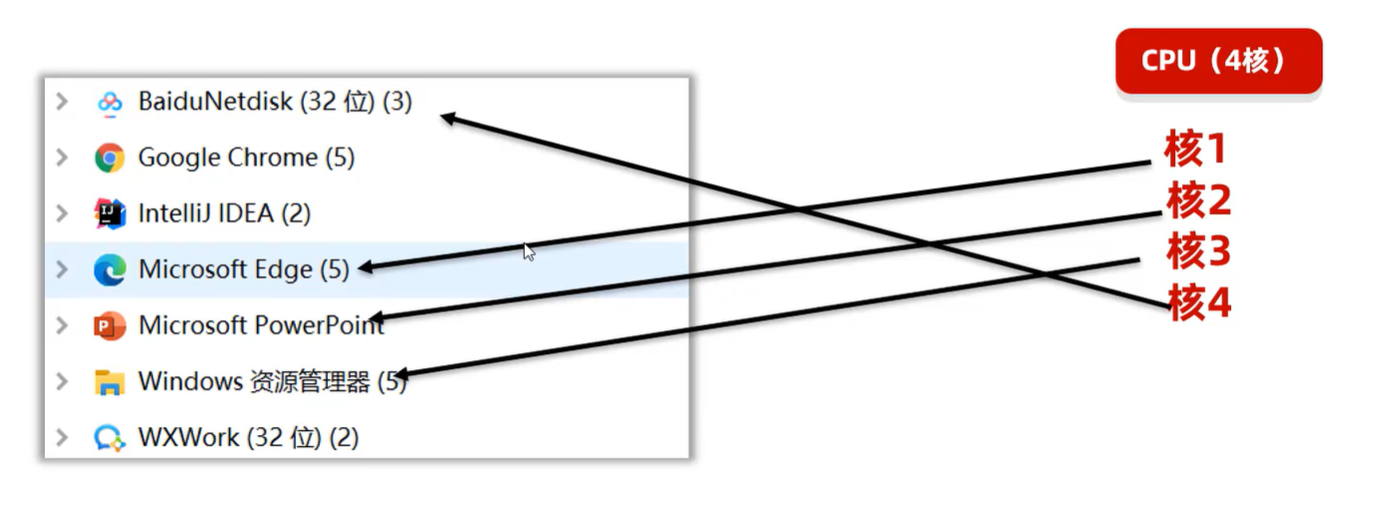 CPU（4核）
BaiduNetdisk (32 位) (3)
Google Chrome (5)
IntelliJ IDEA (2)
Microsoft Edge (5)
Microsoft PowerPoint
Windows 资源管理器 (5)
WXWork (32 位) (2)
核1
核2
核3
核4